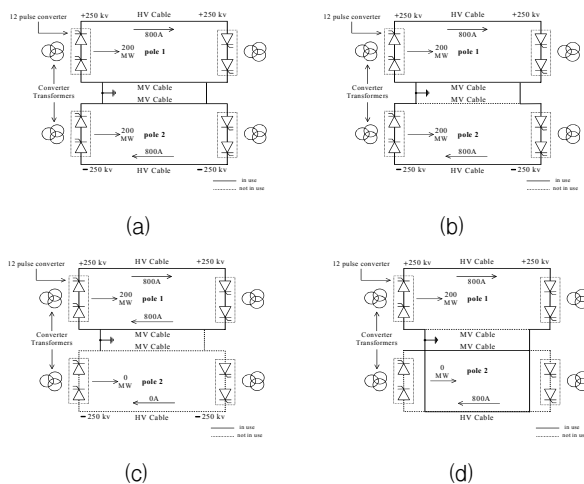 +250 kv HV Cable +250 kv
12 pulse converter
800A
200 MW
pole 1
Converter Transformers
MV Cable
MV Cable
200 MW
pole 2
800A
−250 kv −250 kv
HV Cable
in use
not in use
(a)
+250 kv HV Cable +250 kv
12 pulse converter
800A
200 MW
pole 1
Converter Transformers
MV Cable
MV Cable
200 MW
pole 2
800A
−250 kv −250 kv
HV Cable
in use
not in use
(b)
+250 kv HV Cable +250 kv
12 pulse converter
800A
200 MW
pole 1
800A
Converter Transformers
MV Cable
MV Cable
0 MW
pole 2
0A
−250 kv −250 kv
HV Cable
in use
not in use
(c)
+250 kv HV Cable +250 kv
12 pulse converter
800A
200 MW
pole 1
Converter Transformers
MV Cable
MV Cable
0 MW
pole 2
800A
HV Cable
in use
not in use
(d)